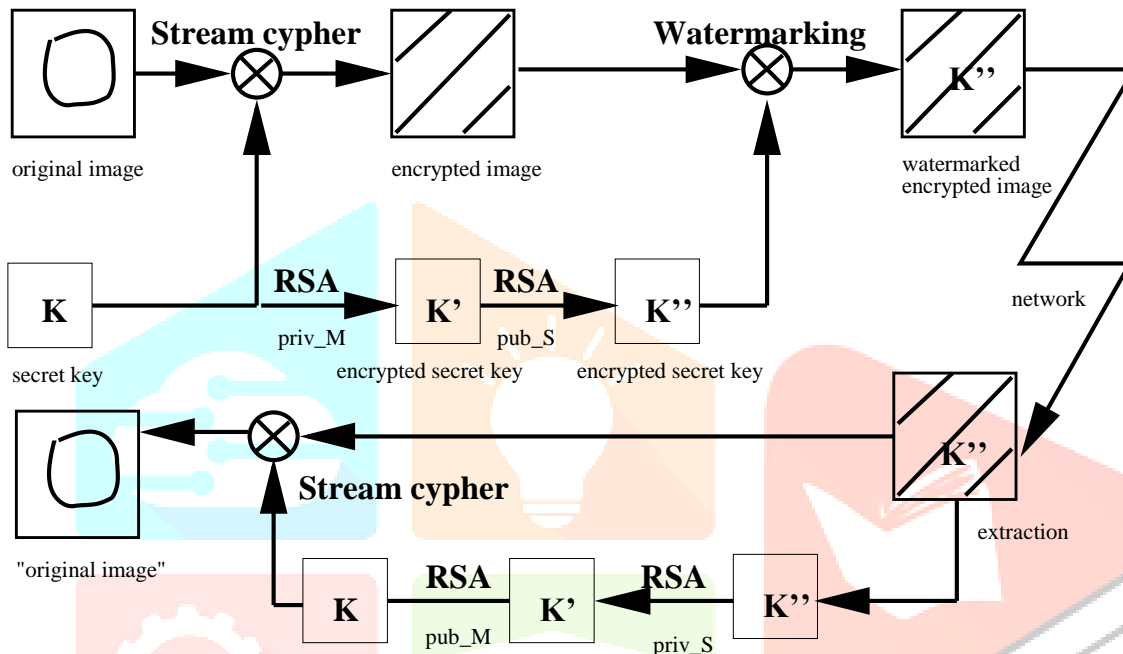 Stream cypher
Watermarking
K’’
original image
encrypted image
watermarked
encrypted image
K
RSA
K'
RSA
K’’
priv_M
pub_S
network
secret key
encrypted secret key
encrypted secret key
K’’
Stream cypher
extraction
"original image"
K
RSA
K’
RSA
K’’
pub_M
priv_S